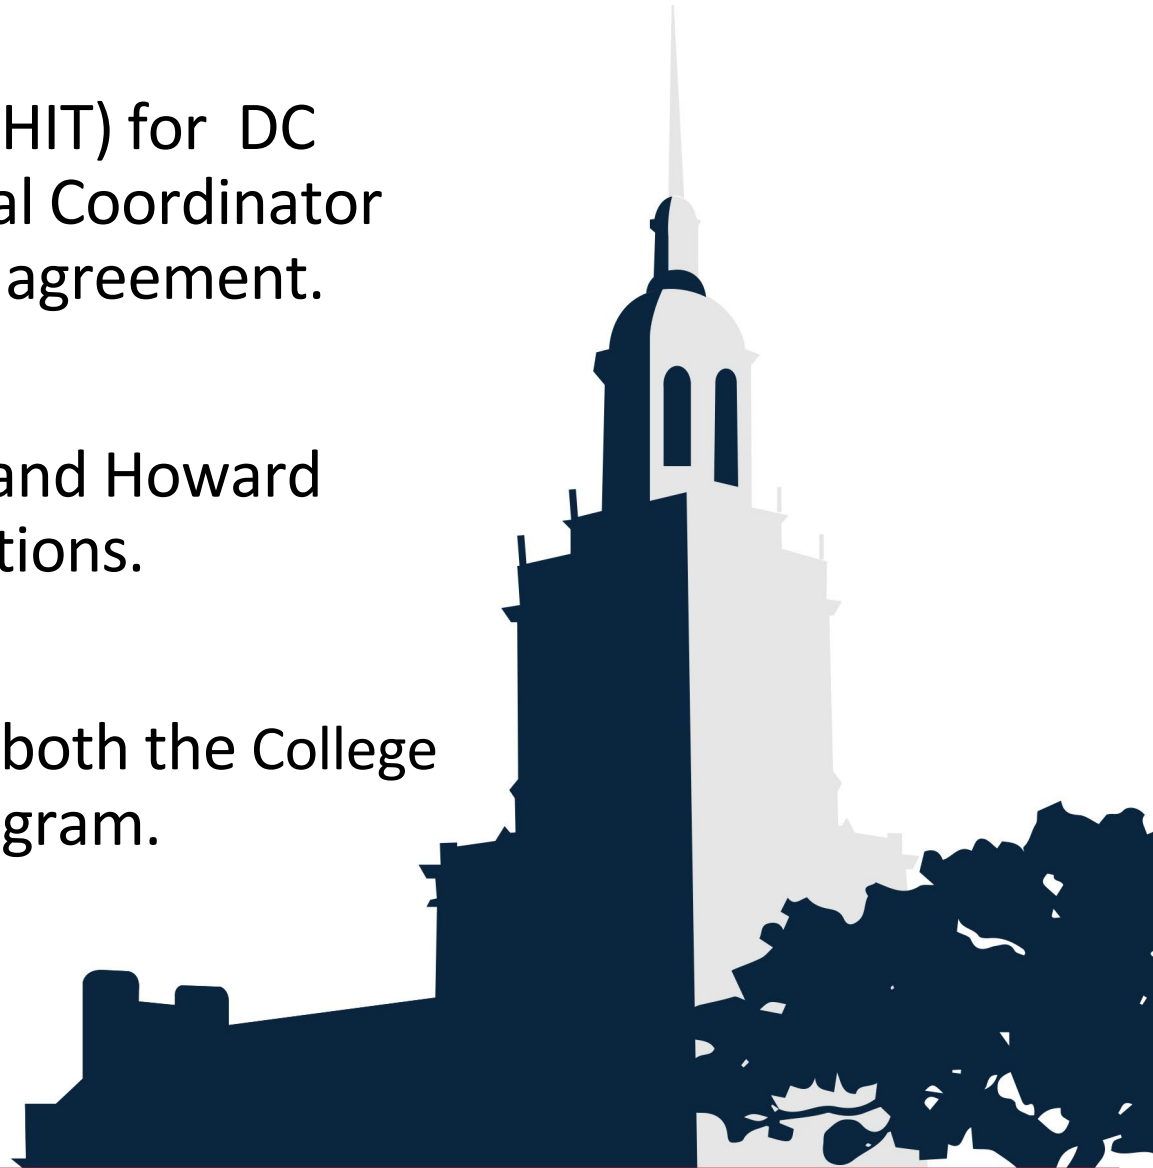 HIT) for DC
al Coordinator
agreement.
and Howard
tions.
both the College
gram.